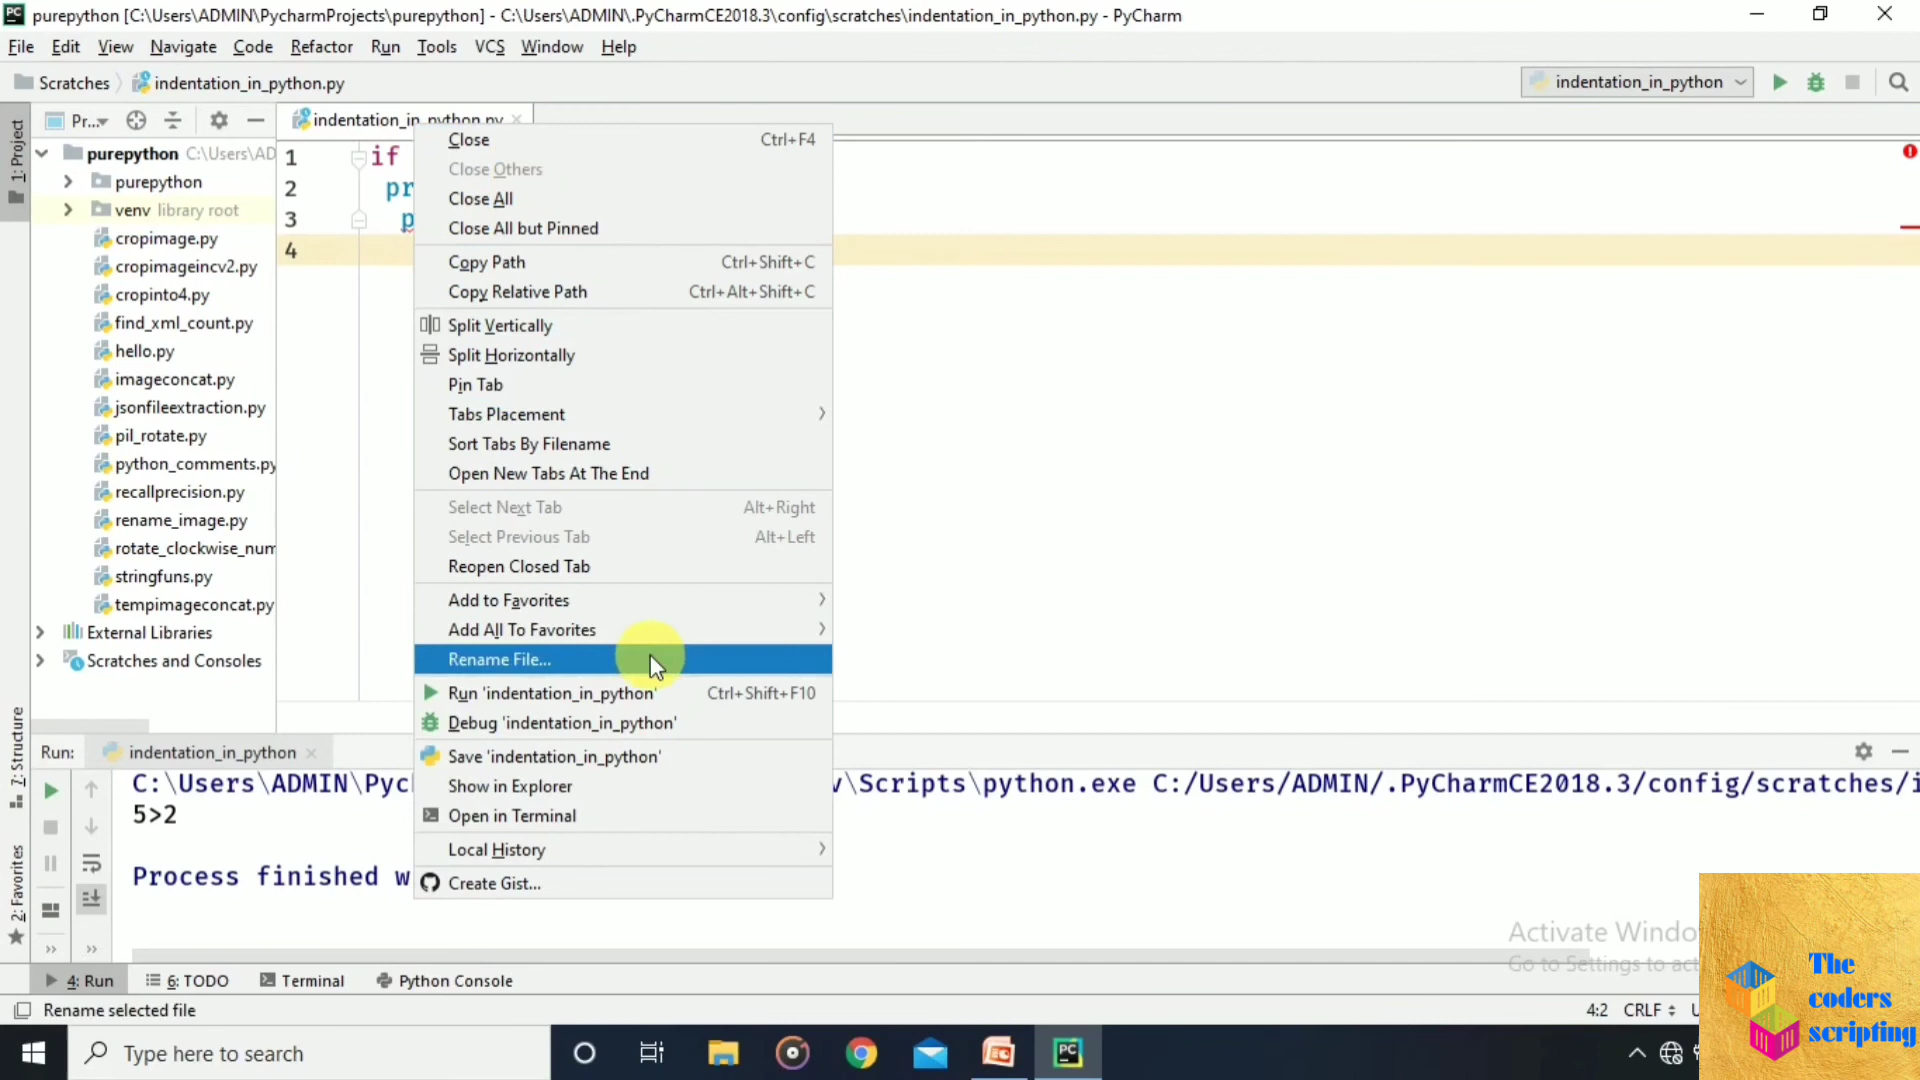 purepython [C:\Users\ADMIN\PycharmProjects\purepython] - C:\Users\ADMIN\.PyCharmCE2018.3\config\scratches\indentation_in_python.py - PyCharm
File Edit View Navigate Code Refactor Run Tools VCS Window Help
Scratches indentation_in_python.py
indentation_in_python
1: Project
Pr...
indentation_in_python.py
purepython C:\Users\AD
purepython
venv library root
cropimage.py
cropimageincv2.py
cropinto4.py
find_xml_count.py
hello.py
imageconcat.py
jsonfileextraction.py
pil_rotate.py
python_comments.py
recallprecision.py
rename_image.py
rotate_clockwise_num
stringfuns.py
tempimageconcat.py
External Libraries
Scratches and Consoles
1 if
2 pr
3 p
4
Close Ctrl+F4
Close Others
Close All
Close All but Pinned
Copy Path Ctrl+Shift+C
Copy Relative Path Ctrl+Alt+Shift+C
Split Vertically
Split Horizontally
Pin Tab
Tabs Placement
Sort Tabs By Filename
Open New Tabs At The End
Select Next Tab Alt+Right
Select Previous Tab Alt+Left
Reopen Closed Tab
Add to Favorites
Add All To Favorites
Rename File...
Run 'indentation_in_python' Ctrl+Shift+F10
Debug 'indentation_in_python'
Save 'indentation_in_python'
Show in Explorer
Open in Terminal
Local History
Create Gist...
7: Structure
2: Favorites
Run: indentation_in_python
C:\Users\ADMIN\Pyc v\Scripts\python.exe C:/Users/ADMIN/.PyCharmCE2018.3/config/scratches/i
5>2
Process finished w
Activate Windo
Go to Settings to act
4: Run 6: TODO Terminal Python Console
Rename selected file
4:2 CRLF
Type here to search
The
coders
scripting